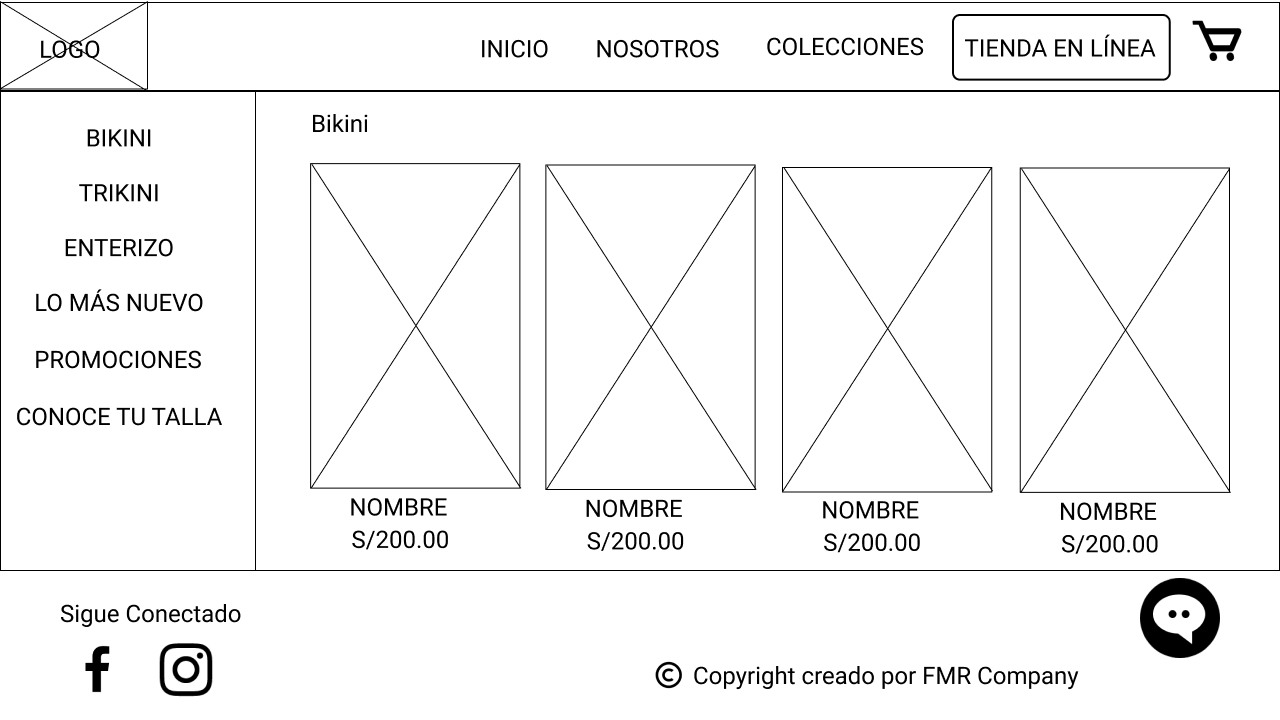 LOGO
INICIO
NOSOTROS
COLECCIONES
TIENDA EN LÍNEA
BIKINI
TRIKINI
ENTERIZO
LO MÁS NUEVO
PROMOCIONES
CONOCE TU TALLA
Bikini
NOMBRE
S/200.00
NOMBRE
S/200.00
NOMBRE
S/200.00
NOMBRE
S/200.00
Sigue Conectado
© Copyright creado por FMR Company